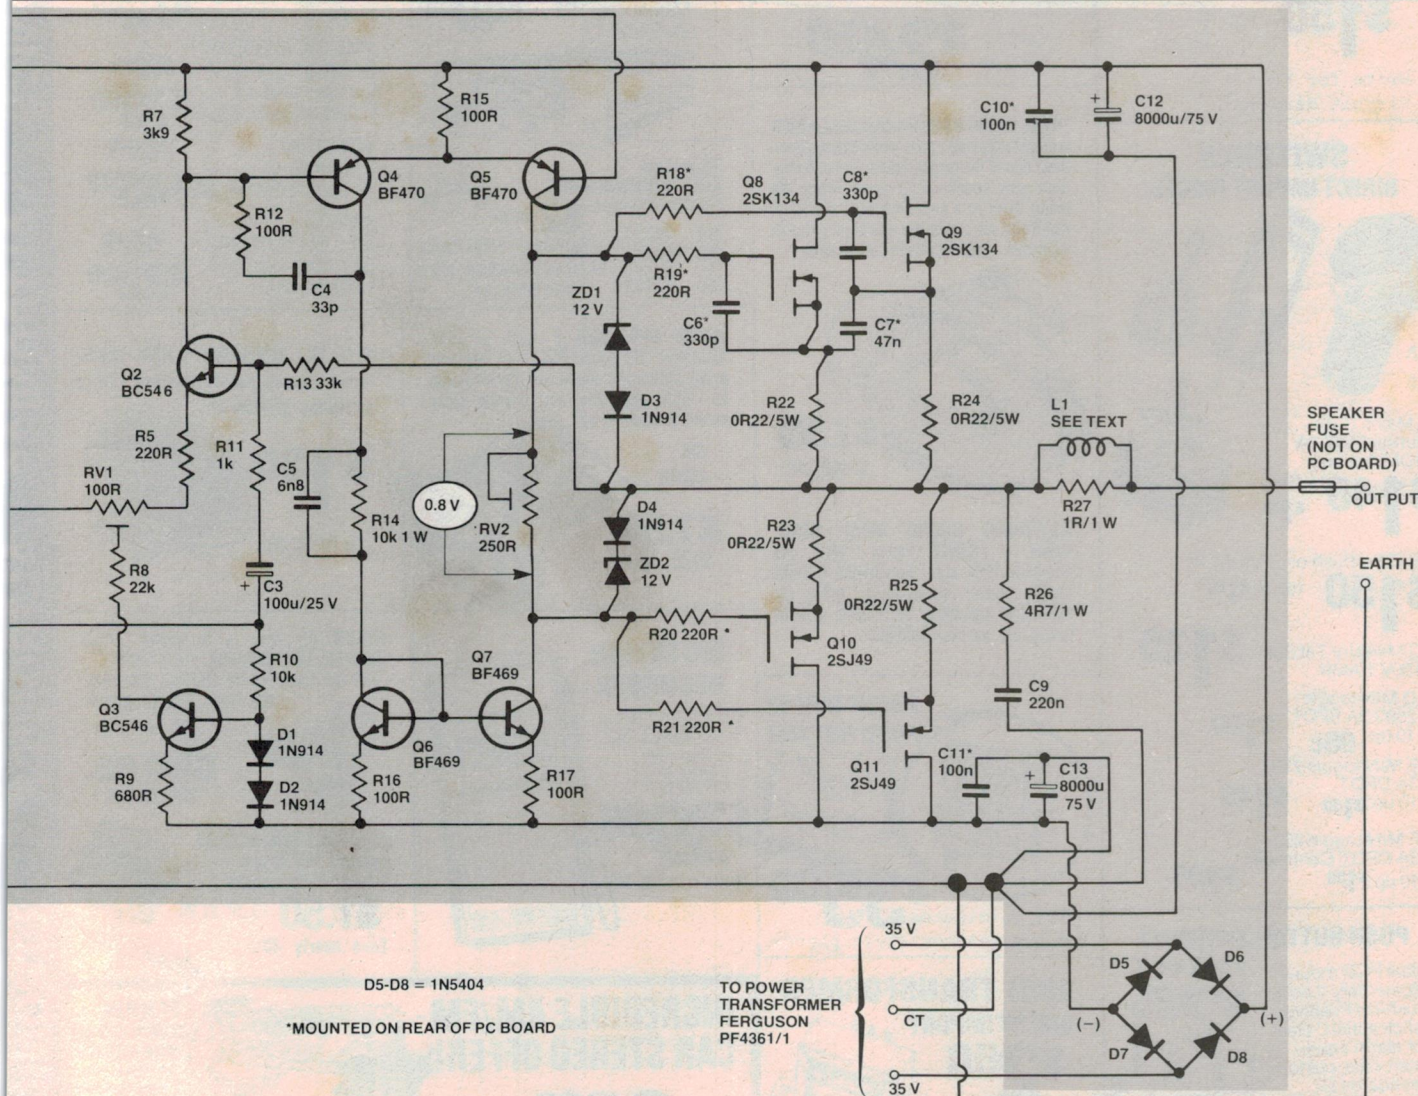 R7
3k9
R15
100R
Q4
BF470
Q5
BF470
R12
100R
C4
33p
R18*
220R
Q8
2SK134
C8*
330p
C10*
100n
+
C12
8000u/75 V
Q9
2SK134
R19*
220R
ZD1
12 V
C6*
330p
C7*
47n
Q2
BC546
R13 33k
D3
1N914
R22
0R22/5W
R24
0R22/5W
L1
SEE TEXT
SPEAKER
FUSE
(NOT ON
PC BOARD)
OUTPUT
R5
220R
R11
1k
RV1
100R
C5
6n8
R14
10k 1 W
0.8 V
RV2
250R
D4
1N914
ZD2
12 V
R23
0R22/5W
R27
1R/1 W
R8
22k
+
C3
100u/25 V
R25
0R22/5W
R26
4R7/1 W
EARTH
R20 220R *
Q10
2SJ49
R10
10k
Q7
BF469
C9
220n
Q3
BC546
D1
1N914
R21 220R *
Q6
BF469
Q11
2SJ49
C11*
100n
+
C13
8000u
75 V
R9
680R
D2
1N914
R16
100R
R17
100R
35 V
D5
D6
D5-D8 = 1N5404
*MOUNTED ON REAR OF PC BOARD
TO POWER
TRANSFORMER
FERGUSON
PF4361/1
CT
(−)
(+)
D7
D8
35 V